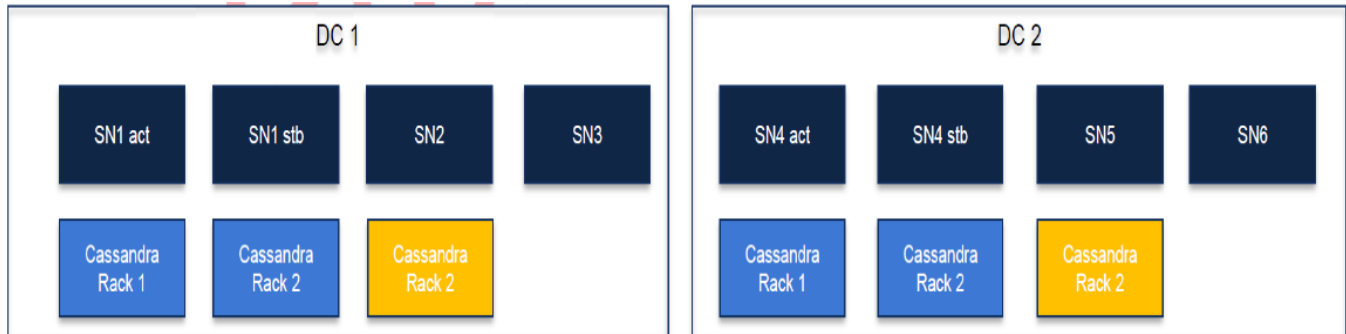 DC 1
SN1 act
SN1 stb
SN2
SN3
Cassandra
Rack 1
Cassandra
Rack 2
Cassandra
Rack 2
DC 2
SN4 act
SN4 stb
SN5
SN6
Cassandra
Rack 1
Cassandra
Rack 2
Cassandra
Rack 2